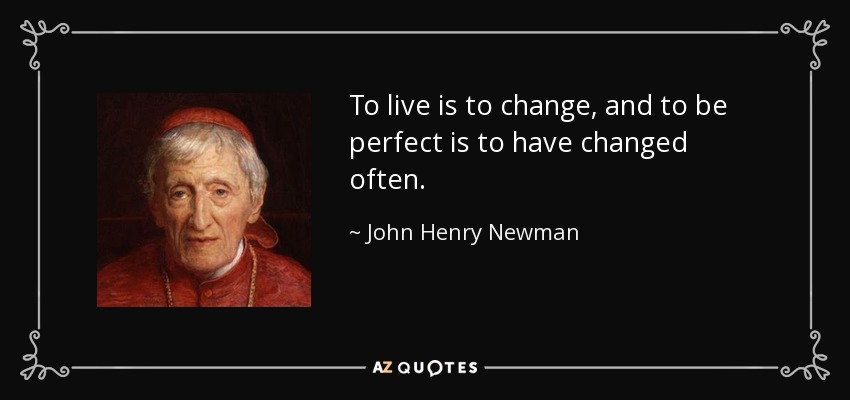 To live is to change, and to be
perfect is to have changed
often.
~ John Henry Newman
AZ QUOTES